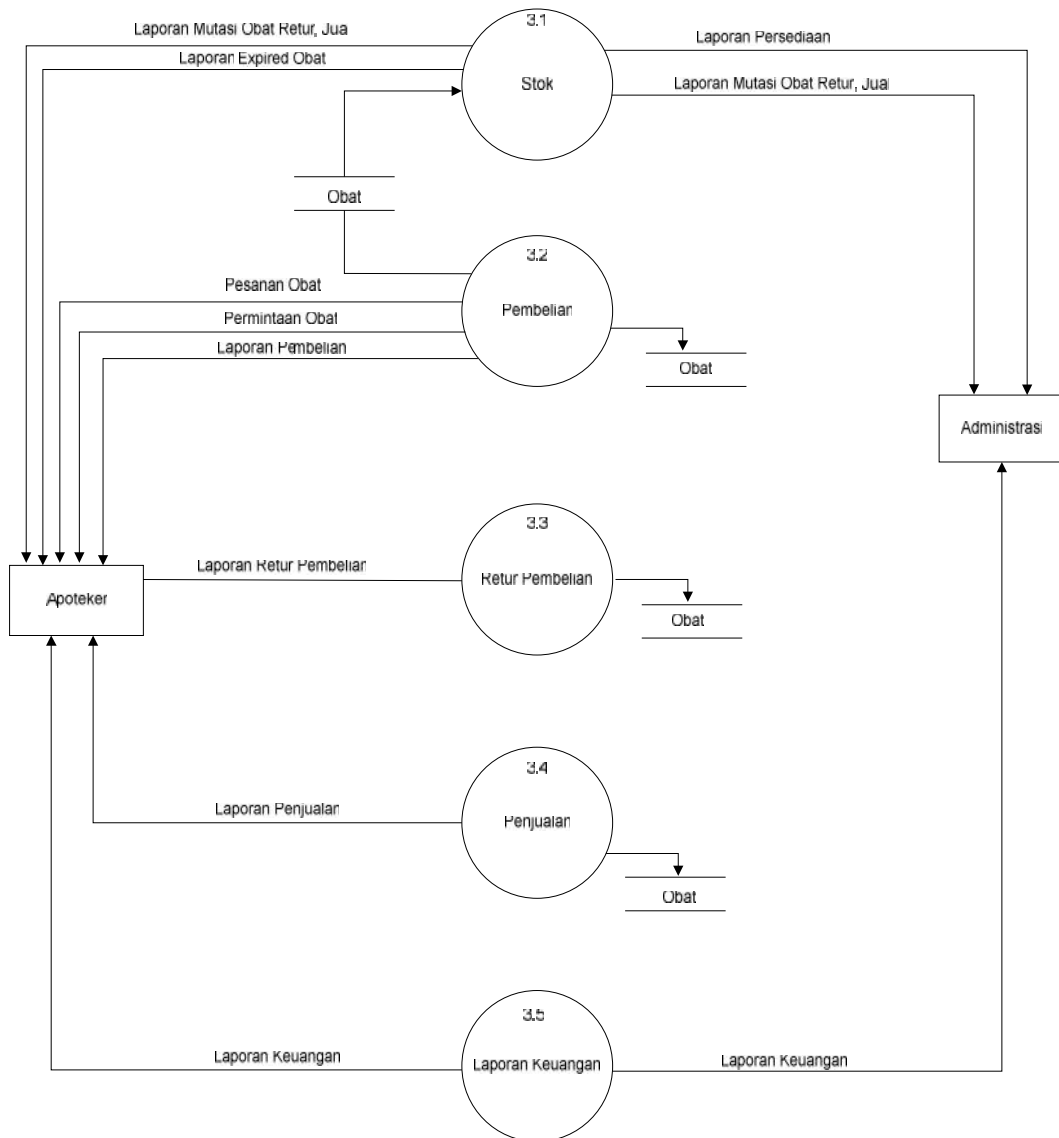 3.1
Laporan Mutasi Obat Retur, Jua
Laporan Persediaan
Laporan Expired Obat
Stok
Laporan Mutasi Obat Retur, Jual
Obat
3.2
Pesanan Obat
Pembelian
Permintaan Obat
Laporan Pembelian
Obat
Administrasi
3.3
Laporan Retur Pembelian
Retur Pembelian
Apoteker
Obat
3.4
Laporan Penjualan
Penjualan
Obat
3.5
Laporan Keuangan
Laporan Keuangan
Laporan Keuangan